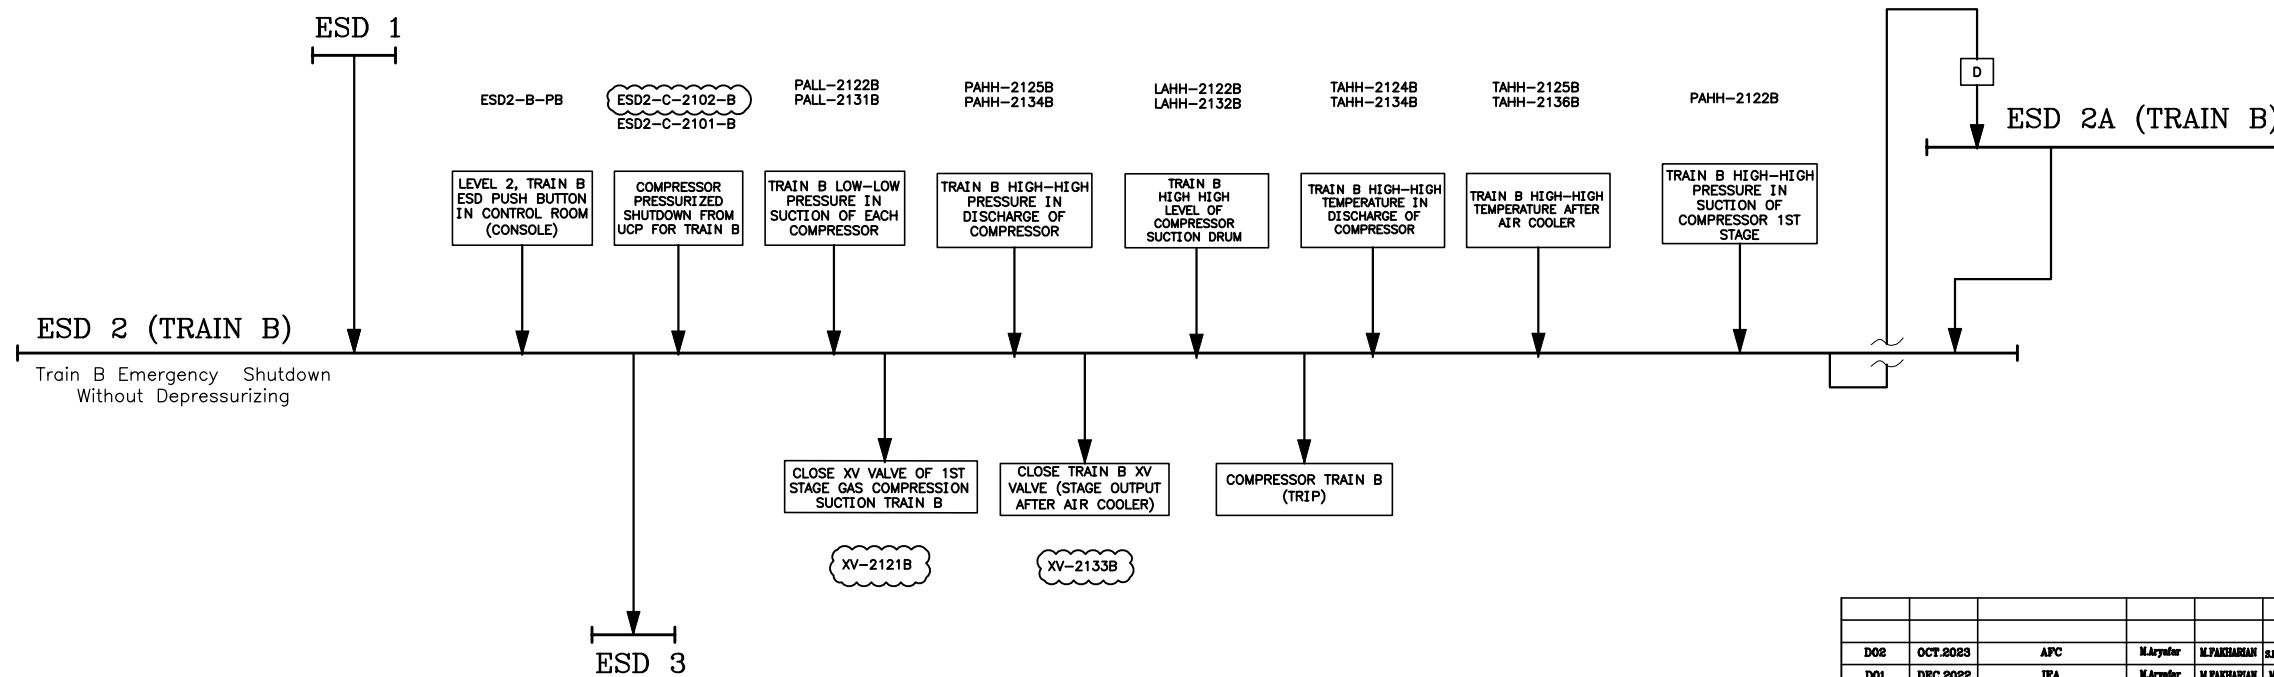 ESD 1
ESD2-B-PB
ESD2-C-2102-B
ESD2-C-2101-B
PALL-2122B
PALL-2131B
PAHH-2125B
PAHH-2134B
LAHH-2122B
LAHH-2132B
TAHH-2124B
TAHH-2134B
TAHH-2125B
TAHH-2136B
PAHH-2122B
D
ESD 2A (TRAIN B)
LEVEL 2, TRAIN B
ESD PUSH BUTTON
IN CONTROL ROOM
(CONSOLE)
COMPRESSOR
PRESSURIZED
SHUTDOWN FROM
UCP FOR TRAIN B
TRAIN B LOW-LOW
PRESSURE IN
SUCTION OF EACH
COMPRESSOR
TRAIN B HIGH-HIGH
PRESSURE IN
DISCHARGE OF
COMPRESSOR
TRAIN B
HIGH HIGH
LEVEL OF
COMPRESSOR
SUCTION DRUM
TRAIN B HIGH-HIGH
TEMPERATURE IN
DISCHARGE OF
COMPRESSOR
TRAIN B HIGH-HIGH
TEMPERATURE AFTER
AIR COOLER
TRAIN B HIGH-HIGH
PRESSURE IN
SUCTION OF
COMPRESSOR 1ST
STAGE
ESD 2 (TRAIN B)
Train B Emergency Shutdown
Without Depressurizing
CLOSE XV VALVE OF 1ST
STAGE GAS COMPRESSION
SUCTION TRAIN B
CLOSE TRAIN B XV
VALVE (STAGE OUTPUT
AFTER AIR COOLER)
COMPRESSOR TRAIN B
(TRIP)
XV-2121B
XV-2133B
ESD 3
D02 OCT.2023 AFC M.Aryafar M.FAKHARIAN
D01 DEC.2022 IFA M.Aryafar M.FAKHARIAN